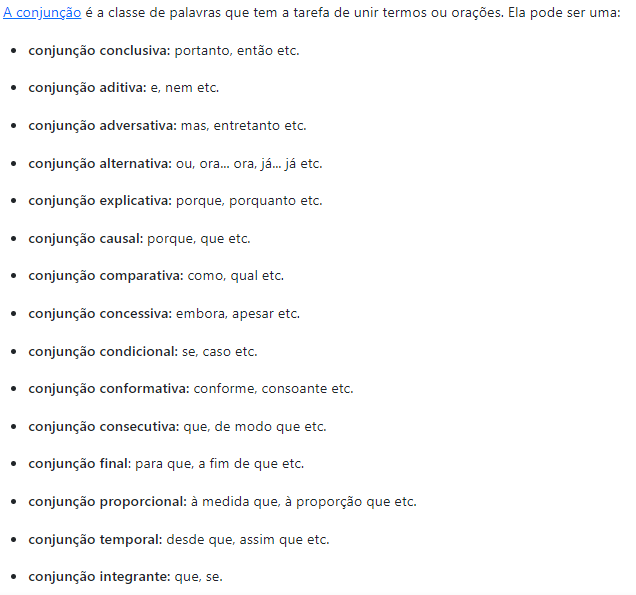 A conjunção é a classe de palavras que tem a tarefa de unir termos ou orações. Ela pode ser uma:
• conjunção conclusiva: portanto, então etc.
• conjunção aditiva: e, nem etc.
• conjunção adversativa: mas, entretanto etc.
• conjunção alternativa: ou, ora... ora, já... já etc.
• conjunção explicativa: porque, porquanto etc.
• conjunção causal: porque, que etc.
• conjunção comparativa: como, qual etc.
• conjunção concessiva: embora, apesar etc.
• conjunção condicional: se, caso etc.
• conjunção conformativa: conforme, consoante etc.
• conjunção consecutiva: que, de modo que etc.
• conjunção final: para que, a fim de que etc.
• conjunção proporcional: à medida que, à proporção que etc.
• conjunção temporal: desde que, assim que etc.
• conjunção integrante: que, se.